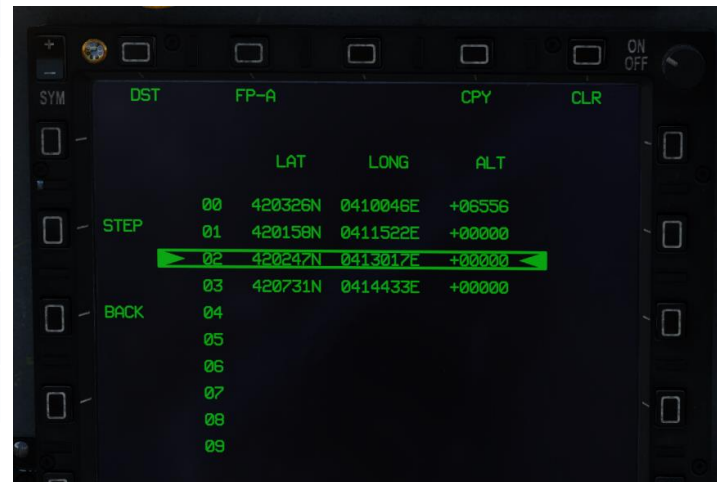 ON
OFF
SYM
DST FP-A CPY CLR
LAT LONG ALT
00 420326N 0410046E +06556
STEP 01 420158N 0411522E +00000
02 420247N 0413017E +00000
03 420731N 0414433E +00000
BACK 04
05
06
07
08
09